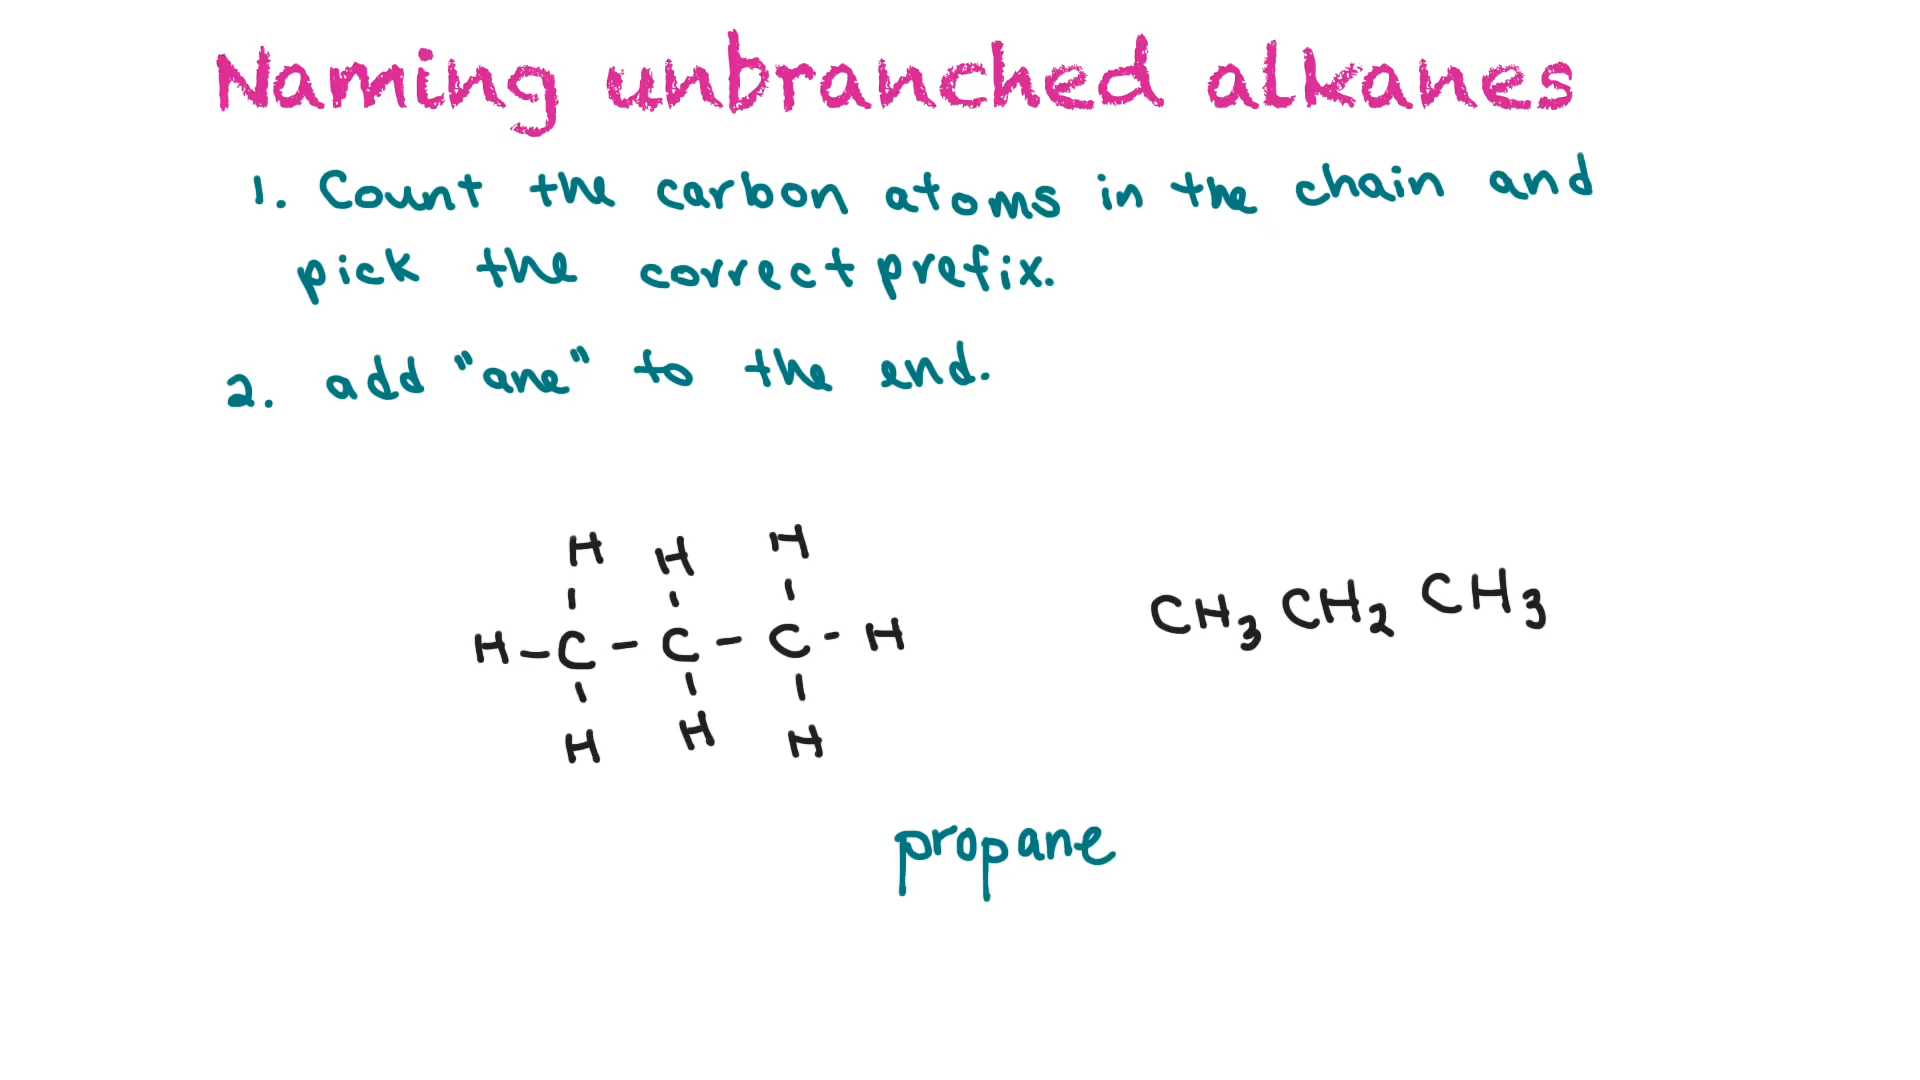 Naming unbranched alkanes
1. Count the carbon atoms in the chain and
pick the correct prefix.
2. add "ane" to the end.
H H H
H-C-C-C-H
H H H
CH₃ CH₂ CH₃
propane